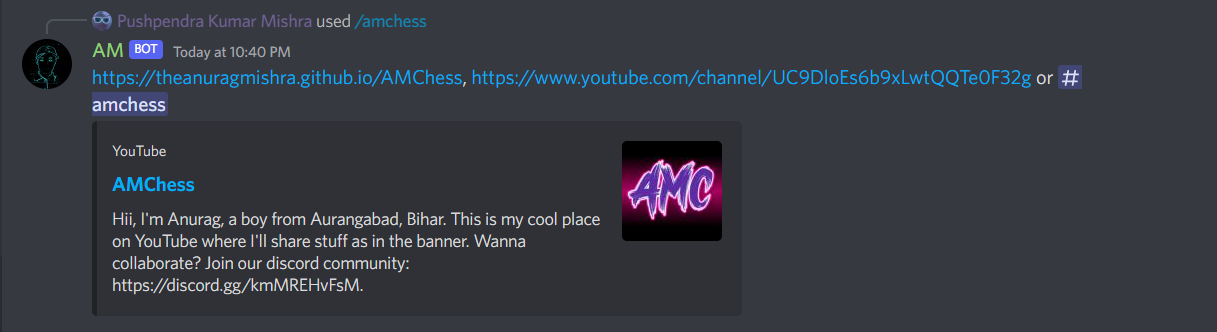 Pushpendra Kumar Mishra used /amchess
AM BOT Today at 10:40 PM
https://theanuragmishra.github.io/AMChess, https://www.youtube.com/channel/UC9DloEs6b9xLwtQQTe0F32g or #
amchess
YouTube
AMChess
AMC
Hii, I'm Anurag, a boy from Aurangabad, Bihar. This is my cool place
on YouTube where I'll share stuff as in the banner. Wanna
collaborate? Join our discord community:
https://discord.gg/kmMREHvFsM.